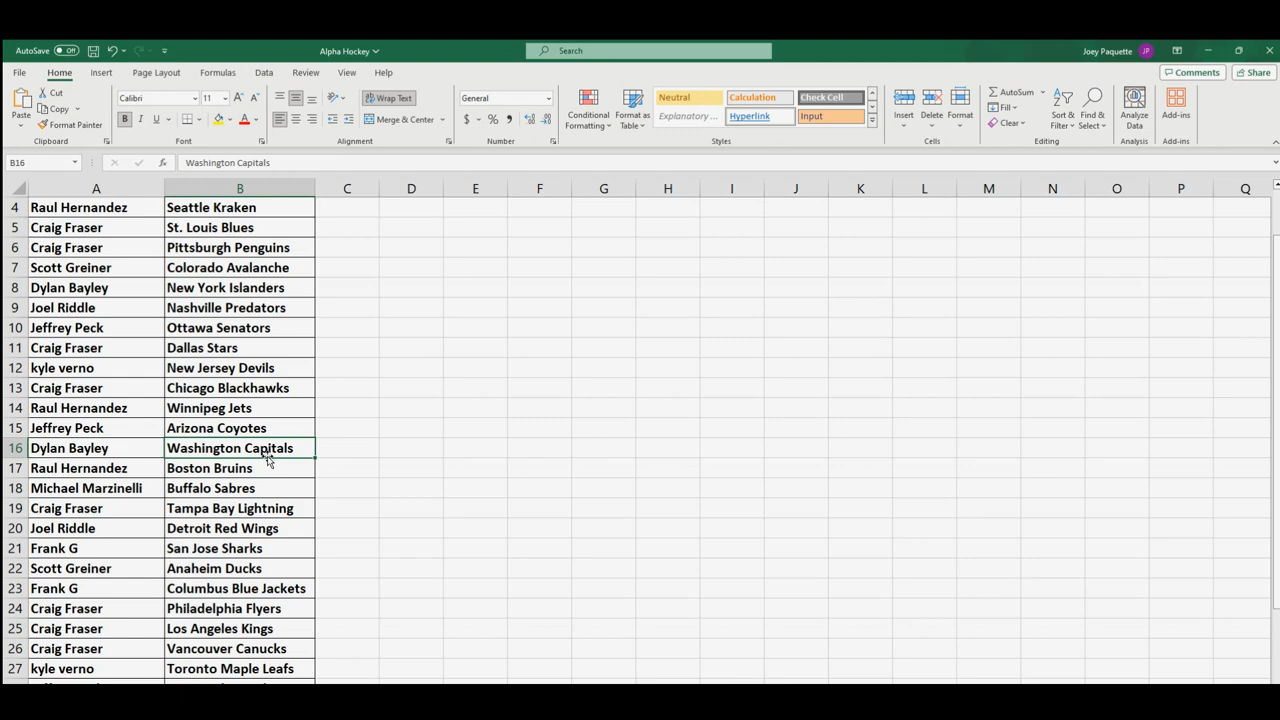 AutoSave Off Alpha Hockey Search Joey Paquette JP
File Home Insert Page Layout Formulas Data Review View Help Comments Share
Paste Cut Copy Format Painter Clipboard
Calibri 11 B I U A A Font
Wrap Text Merge & Center Alignment
General $ % , Number
Conditional Formatting Format as Table Neutral Calculation Check Cell Explanatory ... Hyperlink Input Styles
Insert Delete Format Cells
AutoSum Fill Clear Sort & Filter Find & Select Editing
Analyze Data Analysis Add-ins Add-ins
B16 fx Washington Capitals
A B C D E F G H I J K L M N O P Q
4 Raul Hernandez Seattle Kraken
5 Craig Fraser St. Louis Blues
6 Craig Fraser Pittsburgh Penguins
7 Scott Greiner Colorado Avalanche
8 Dylan Bayley New York Islanders
9 Joel Riddle Nashville Predators
10 Jeffrey Peck Ottawa Senators
11 Craig Fraser Dallas Stars
12 kyle verno New Jersey Devils
13 Craig Fraser Chicago Blackhawks
14 Raul Hernandez Winnipeg Jets
15 Jeffrey Peck Arizona Coyotes
16 Dylan Bayley Washington Capitals
17 Raul Hernandez Boston Bruins
18 Michael Marzinelli Buffalo Sabres
19 Craig Fraser Tampa Bay Lightning
20 Joel Riddle Detroit Red Wings
21 Frank G San Jose Sharks
22 Scott Greiner Anaheim Ducks
23 Frank G Columbus Blue Jackets
24 Craig Fraser Philadelphia Flyers
25 Craig Fraser Los Angeles Kings
26 Craig Fraser Vancouver Canucks
27 kyle verno Toronto Maple Leafs